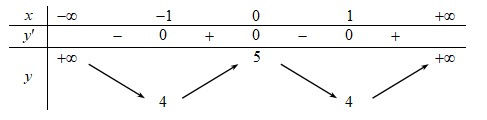 x −∞ −1 0 1 +∞
y′ − 0 + 0 − 0 +
+∞ 5 +∞
y
4 4